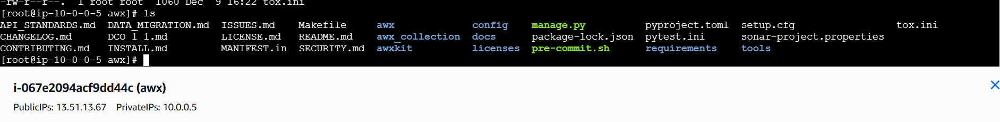 -rw-r--r--. 1 root root 1060 Dec 9 16:22 tox.ini
[root@ip-10-0-0-5 awx]# ls
API_STANDARDS.md DATA_MIGRATION.md ISSUES.md Makefile awx config manage.py pyproject.toml setup.cfg tox.ini
CHANGELOG.md DCO_1_1.md LICENSE.md README.md awx_collection docs package-lock.json pytest.ini sonar-project.properties
CONTRIBUTING.md INSTALL.md MANIFEST.in SECURITY.md awxkit licenses pre-commit.sh requirements tools
[root@ip-10-0-0-5 awx]#
i-067e2094acf9dd44c (awx)
PublicIPs: 13.51.13.67 PrivateIPs: 10.0.0.5